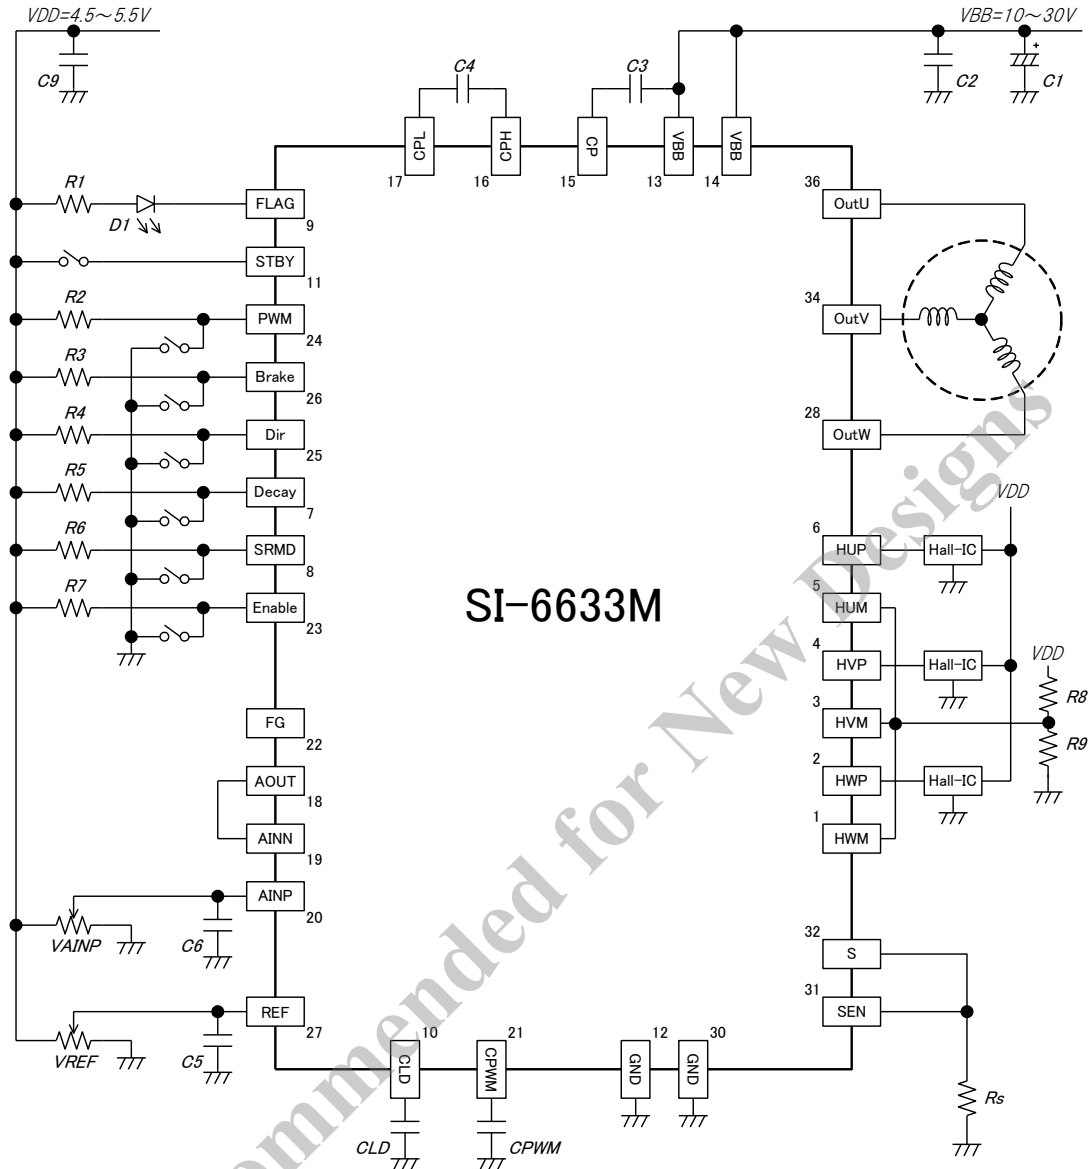 VDD=4.5～5.5V
VBB=10～30V
C9
C4
C3
C2
+
C1
CPL
CPH
CP
VBB
VBB
17
16
15
13
14
36
R1
D1
FLAG
9
OutU
STBY
11
R2
PWM
24
34
OutV
R3
Brake
26
R4
Dir
25
28
OutW
R5
Decay
7
VDD
R6
SRMD
8
6
HUP
Hall-IC
R7
Enable
23
SI-6633M
5
HUM
4
HVP
Hall-IC
VDD
R8
FG
22
3
HVM
R9
AOUT
18
2
HWP
Hall-IC
AINN
19
1
HWM
AINP
20
VAINP
C6
32
S
REF
27
31
SEN
VREF
C5
10
21
12
30
CLD
CPWM
GND
GND
Rs
CLD
CPWM
ommended for New Designs